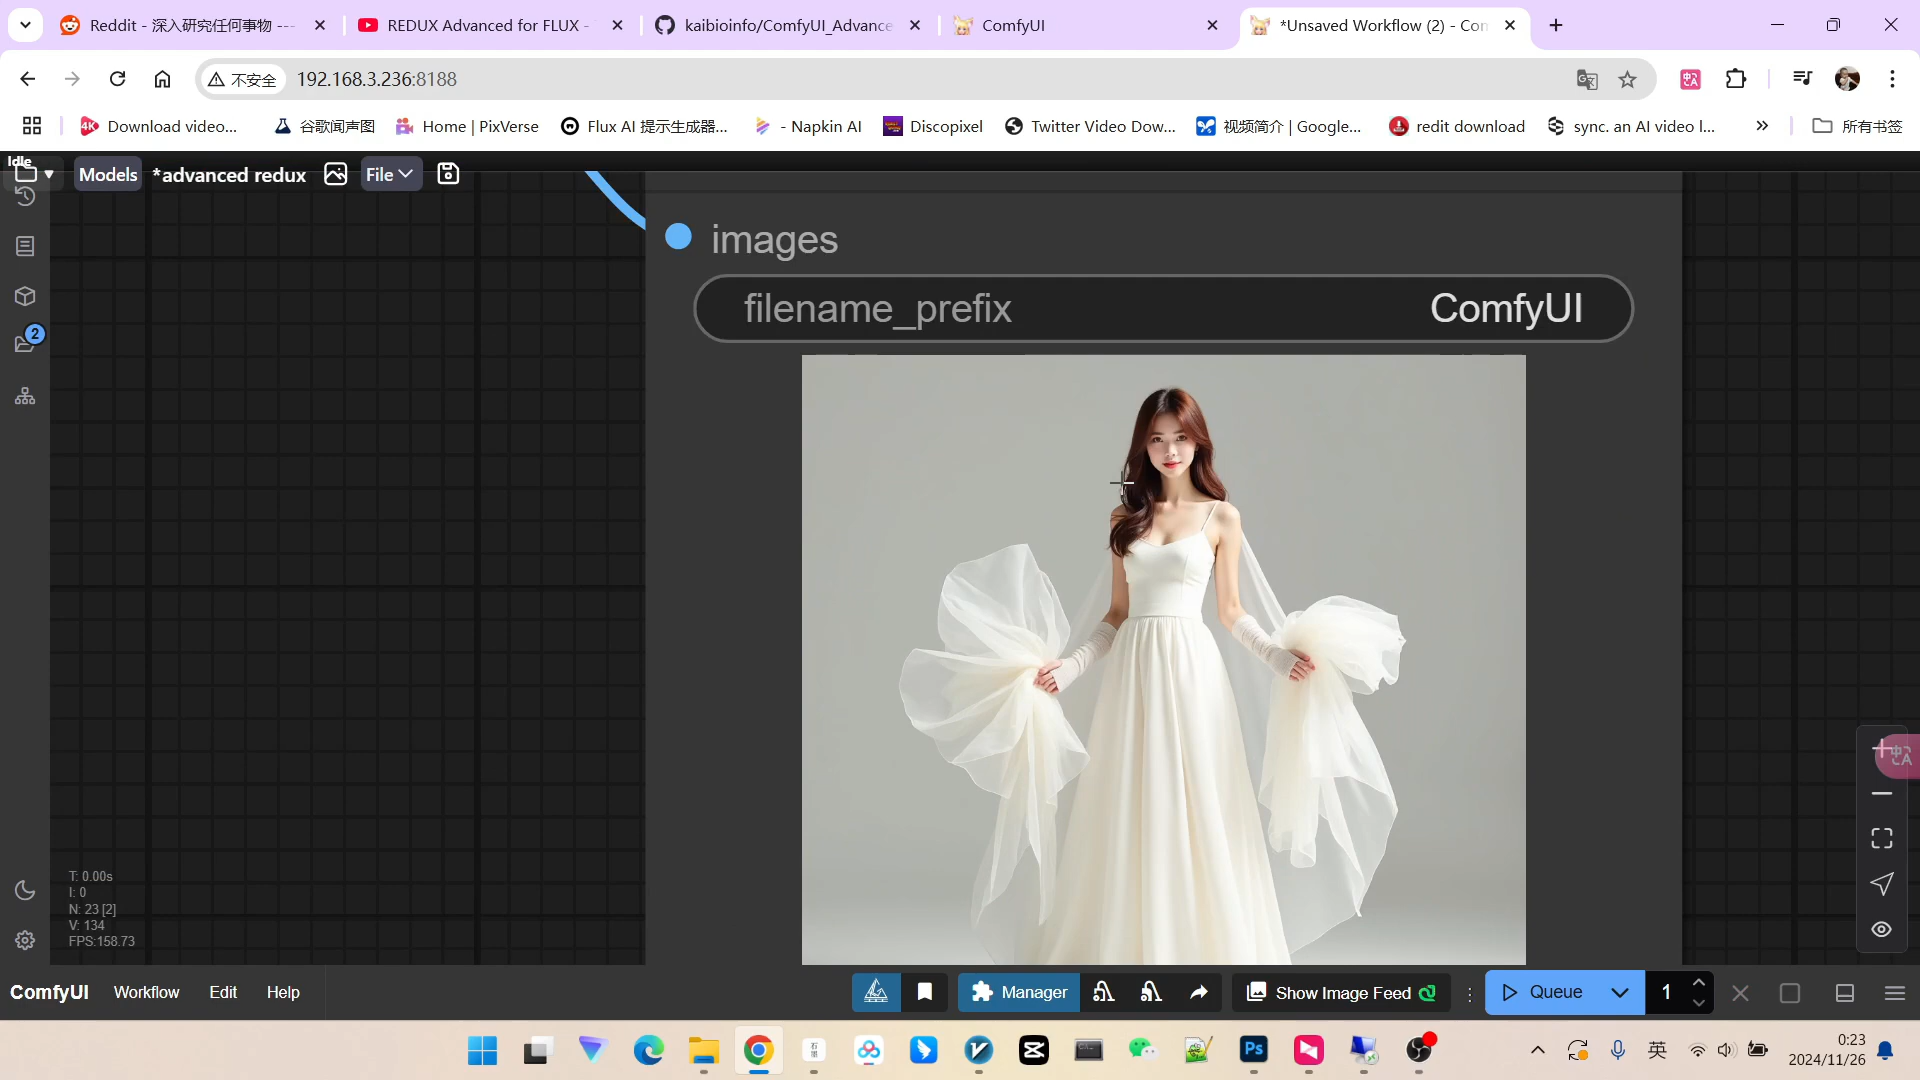 Reddit - 深入研究任何事物 ---
REDUX Advanced for FLUX -
kaibioinfo/ComfyUI_Advance
ComfyUI
*Unsaved Workflow (2) - Con
不安全
192.168.3.236:8188
Download video...
谷歌闻声图
Home | PixVerse
Flux AI 提示生成器...
- Napkin AI
Discopixel
Twitter Video Dow...
视频简介 | Google...
redit download
sync. an AI video l...
所有书签
Idle
Models
*advanced redux
File
2
images
filename_prefix
ComfyUI
T: 0.00s
I: 0
N: 23 [2]
V: 134
FPS:158.73
ComfyUI
Workflow
Edit
Help
Manager
Show Image Feed
Queue
1
英
0:23
2024/11/26